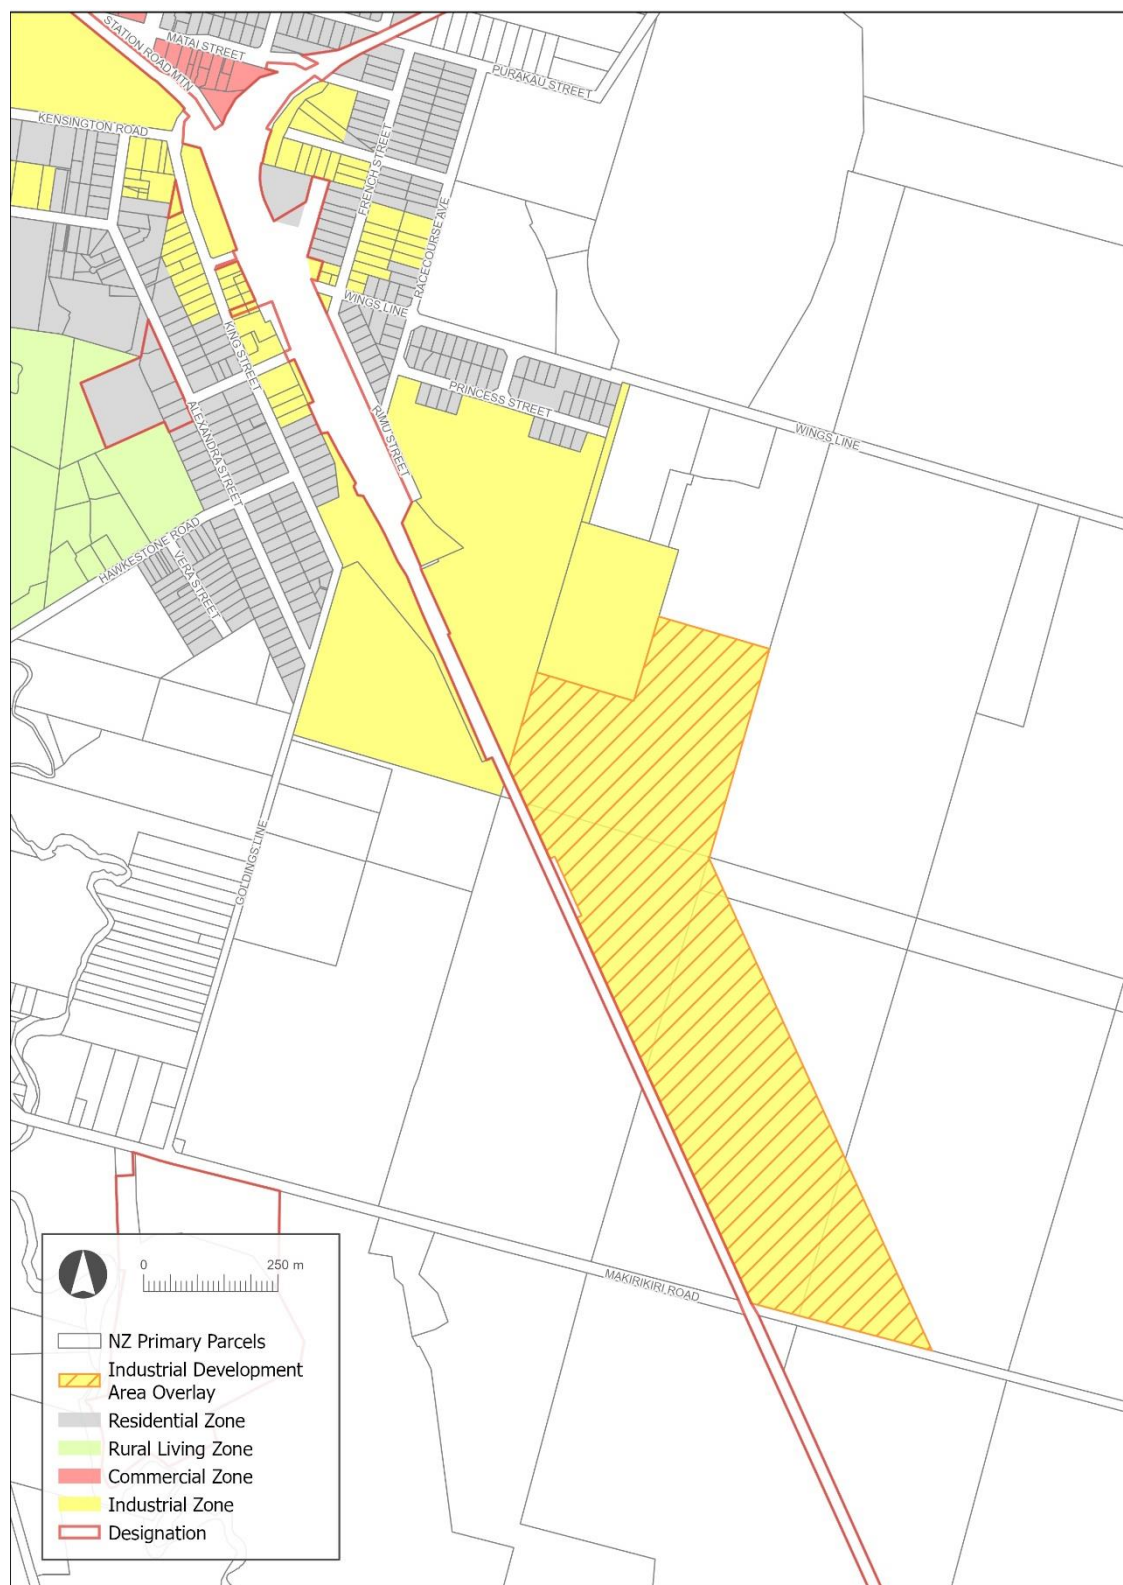 STATION ROAD MTN
MATAI STREET
PURAKAU STREET
KENSINGTON ROAD
FRENCH STREET
RACECOURSE AVE
WINGS LINE
KING STREET
PRINCESS STREET
RIMU STREET
ALEXANDRA STREET
WINGS LINE
HAWKESTONE ROAD
VERA STREET
GOLDINGS LINE
MAKIRIKIRI ROAD
0 250 m
NZ Primary Parcels
Industrial Development
Area Overlay
Residential Zone
Rural Living Zone
Commercial Zone
Industrial Zone
Designation